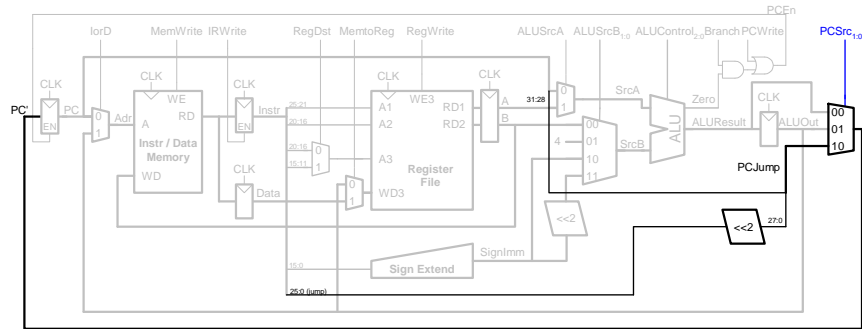 PCEn
IorD MemWrite IRWrite RegDst MemtoReg RegWrite ALUSrcA ALUSrcB1:0 ALUControl2:0 Branch PCWrite PCSrc1:0
CLK CLK CLK CLK CLK CLK
PC' PC EN
0 1 Adr
WE
A RD
Instr / Data
Memory
WD
EN Instr
CLK
Data
25:21
20:16
20:16
15:11
0 1
0 1
WE3
A1 RD1
A2 RD2
A3
Register
File
WD3
A
B
31:28
0 1
SrcA
4
00
01
10
11
SrcB
ALU
Zero
ALUResult
ALUOut
00
01
10
PCJump
<<2
<<2
27:0
SignImm
15:0
Sign Extend
25:0 (jump)